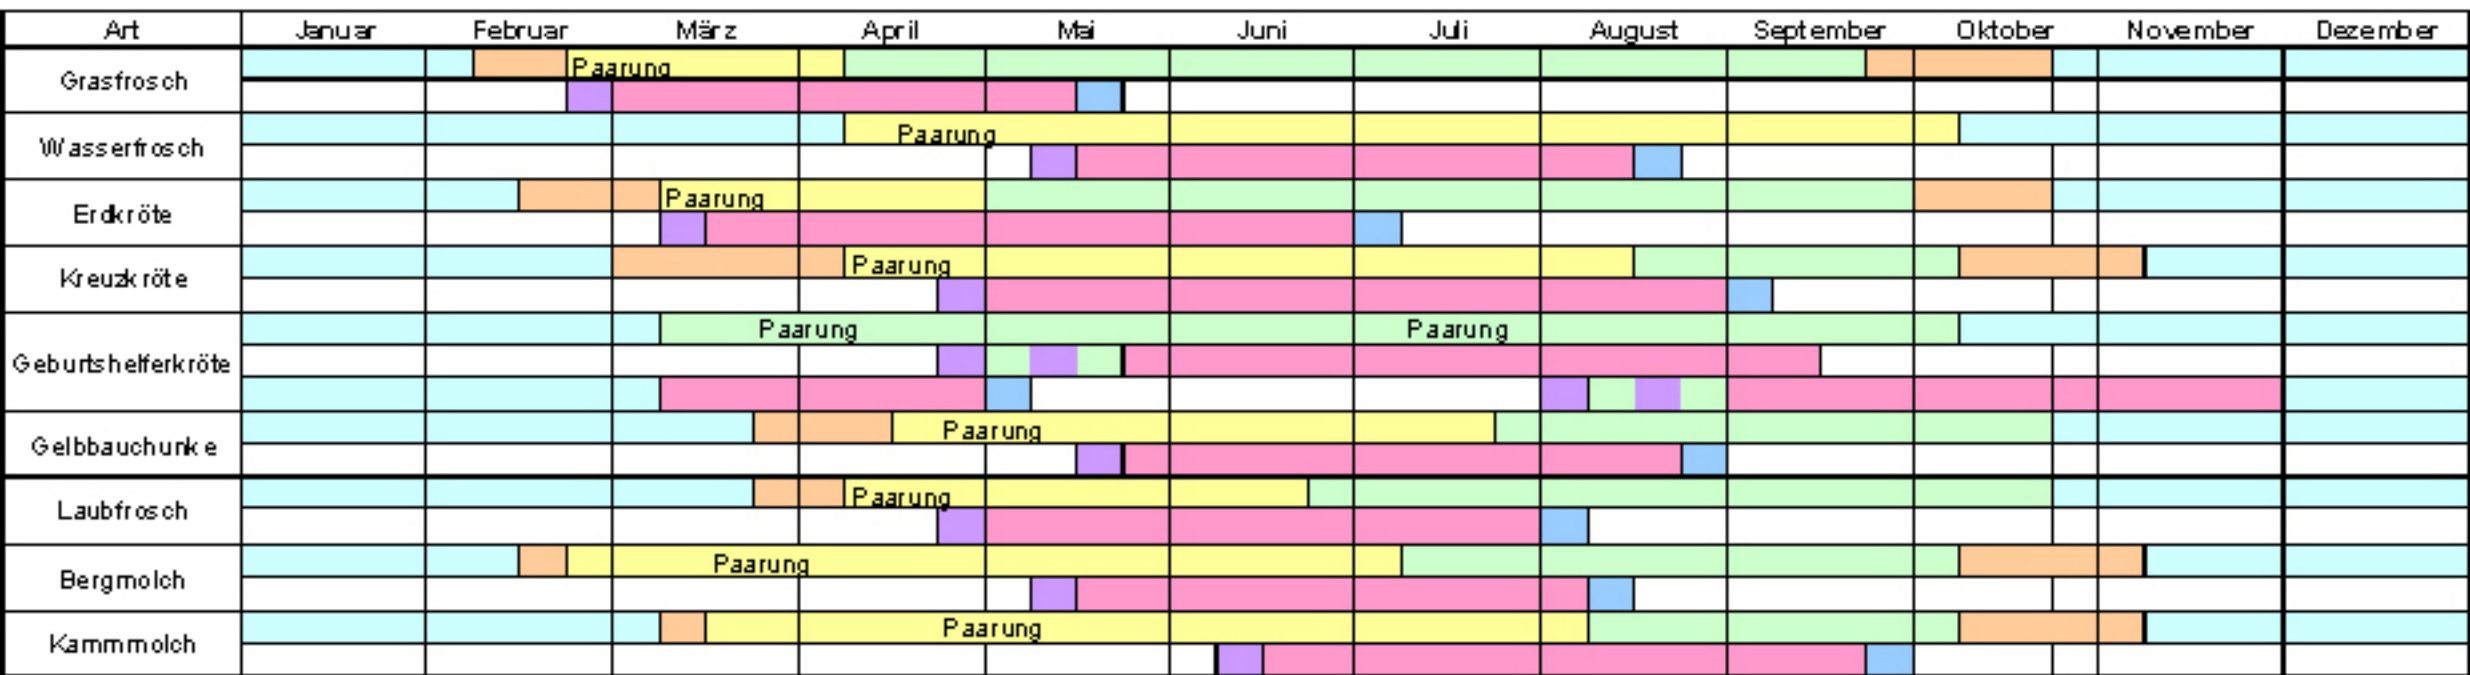 Art Januar Februar März April Mai Juni Juli August September Oktober November Dezember
Grasfrosch Paarung
Wasserfrosch Paarung
Erdkröte Paarung
Kreuzkröte Paarung
Geburtshelferkröte Paarung Paarung
Gelbbauchunke Paarung
Laubfrosch Paarung
Bergmolch Paarung
Kammmolch Paarung